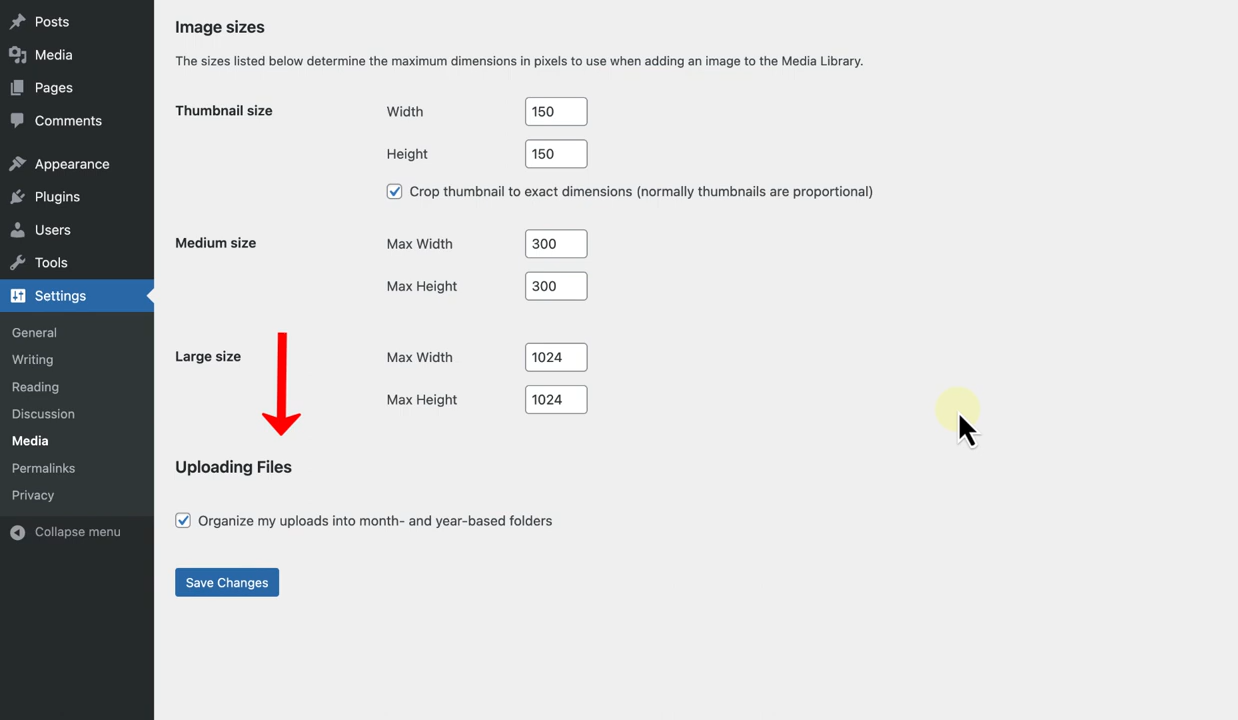 Posts
Media
Pages
Comments
Appearance
Plugins
Users
Tools
Settings
General
Writing
Reading
Discussion
Media
Permalinks
Privacy
Collapse menu
Image sizes
The sizes listed below determine the maximum dimensions in pixels to use when adding an image to the Media Library.
Thumbnail size Width 150
Height 150
Crop thumbnail to exact dimensions (normally thumbnails are proportional)
Medium size Max Width 300
Max Height 300
Large size Max Width 1024
Max Height 1024
Uploading Files
Organize my uploads into month- and year-based folders
Save Changes